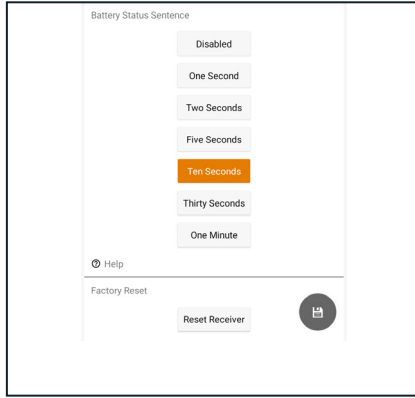 Battery Status Sentence
Disabled
One Second
Two Seconds
Five Seconds
Ten Seconds
Thirty Seconds
One Minute
Help
Factory Reset
Reset Receiver